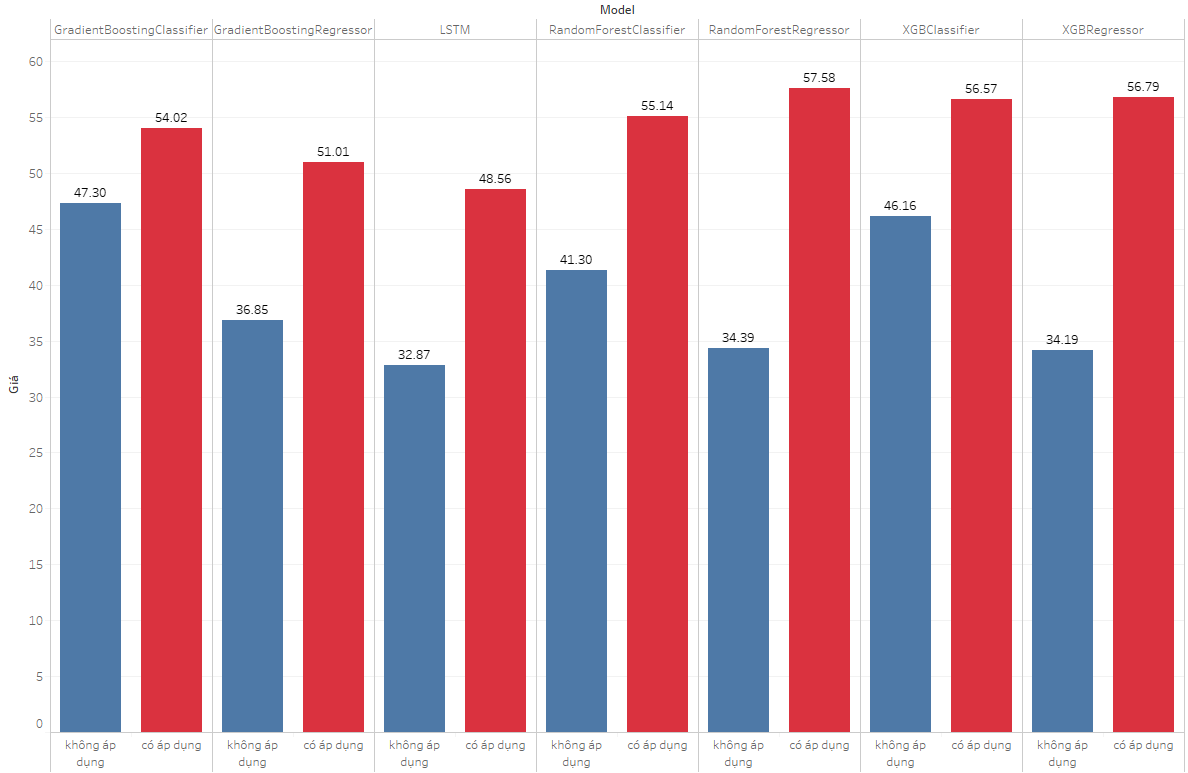 Model
GradientBoostingClassifier GradientBoostingRegressor LSTM RandomForestClassifier RandomForestRegressor XGBClassifier XGBRegressor
Giá
60
55
50
45
40
35
30
25
20
15
10
5
0
47.30 54.02 36.85 51.01 32.87 48.56 41.30 55.14 34.39 57.58 46.16 56.57 34.19 56.79
không áp có áp dụng không áp có áp dụng không áp có áp dụng không áp có áp dụng không áp có áp dụng không áp có áp dụng không áp có áp dụng
dụng dụng dụng dụng dụng dụng dụng